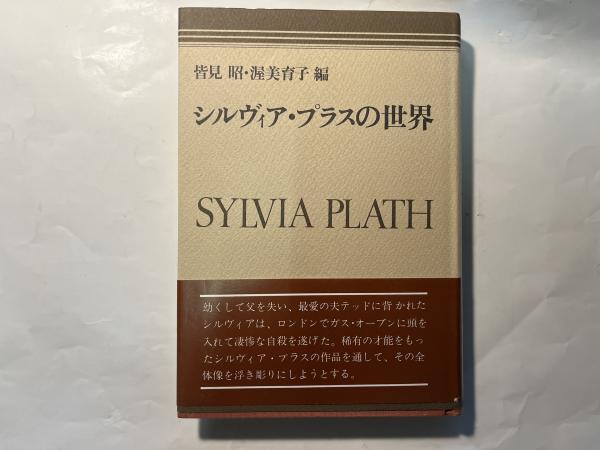 皆見 昭・渥美育子 編
シルヴィア・プラスの世界
SYLVIA PLATH
幼くして父を失い、最愛の夫テッドに背かれた
シルヴィアは、ロンドンでガス・オーブンに頭を
入れて凄惨な自殺を遂げた。稀有の才能をもっ
たシルヴィア・プラスの作品を通して、その全
体像を浮き彫りにしようとする。